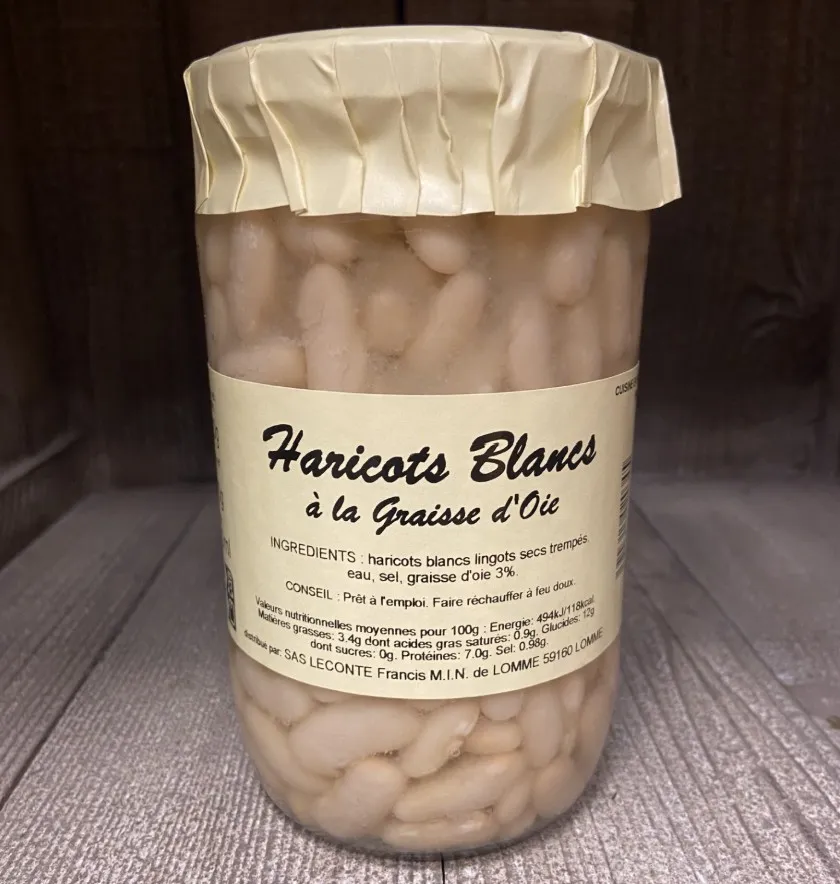 Haricots Blancs
à la Graisse d'Oie
INGREDIENTS : haricots blancs lingots secs trempés,
eau, sel, graisse d'oie 3%.
CONSEIL : Prêt à l'emploi. Faire réchauffer à feu doux.
Valeurs nutritionnelles moyennes pour 100g : Energie: 494kJ/118kcal.
Matières grasses: 3.4g dont acides gras saturés: 0.9g. Glucides: 12g
dont sucres: 0g. Protéines: 7.0g. Sel: 0.98g.
distribué par: SAS LECONTE Francis M.I.N. de LOMME 59160 LOMME
ml